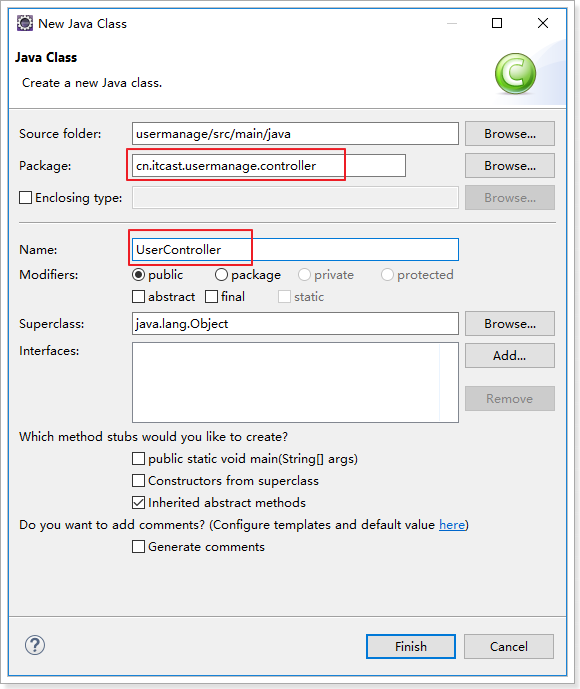 New Java Class
Java Class
Create a new Java class.
Source folder: usermanage/src/main/java Browse...
Package: cn.itcast.usermanage.controller Browse...
Enclosing type: Browse...
Name: UserController
Modifiers: public package private protected
abstract final static
Superclass: java.lang.Object Browse...
Interfaces: Add...
Remove
Which method stubs would you like to create?
public static void main(String[] args)
Constructors from superclass
Inherited abstract methods
Do you want to add comments? (Configure templates and default value here)
Generate comments
? Finish Cancel